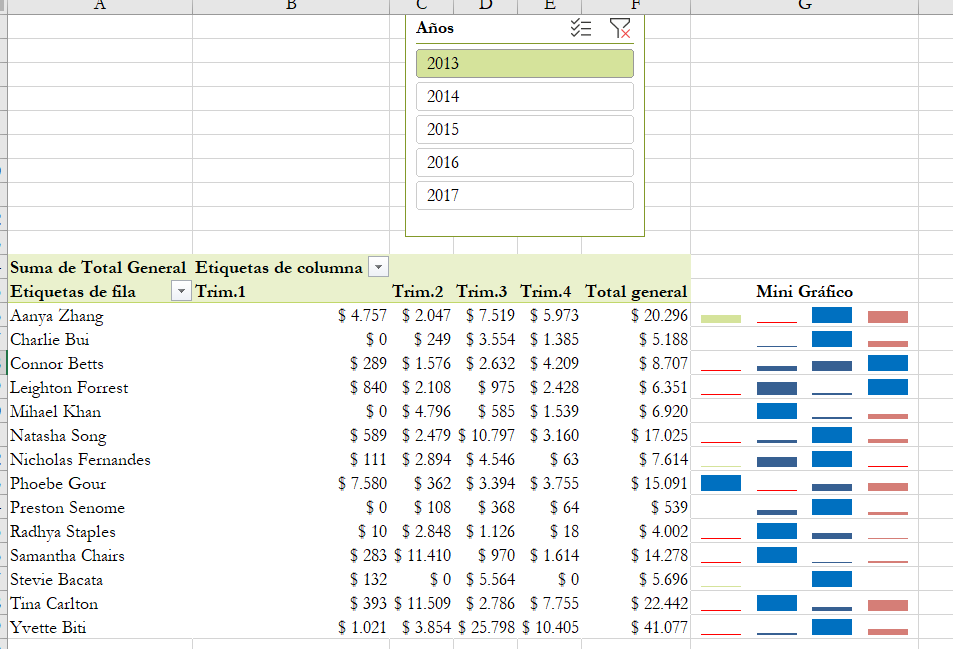 A B C D E F G
Años
2013
2014
2015
2016
2017
Suma de Total General Etiquetas de columna
Etiquetas de fila Trim.1 Trim.2 Trim.3 Trim.4 Total general Mini Gráfico
Aanya Zhang $ 4.757 $ 2.047 $ 7.519 $ 5.973 $ 20.296
Charlie Bui $ 0 $ 249 $ 3.554 $ 1.385 $ 5.188
Connor Betts $ 289 $ 1.576 $ 2.632 $ 4.209 $ 8.707
Leighton Forrest $ 840 $ 2.108 $ 975 $ 2.428 $ 6.351
Mihael Khan $ 0 $ 4.796 $ 585 $ 1.539 $ 6.920
Natasha Song $ 589 $ 2.479 $ 10.797 $ 3.160 $ 17.025
Nicholas Fernandes $ 111 $ 2.894 $ 4.546 $ 63 $ 7.614
Phoebe Gour $ 7.580 $ 362 $ 3.394 $ 3.755 $ 15.091
Preston Senome $ 0 $ 108 $ 368 $ 64 $ 539
Radhya Staples $ 10 $ 2.848 $ 1.126 $ 18 $ 4.002
Samantha Chairs $ 283 $ 11.410 $ 970 $ 1.614 $ 14.278
Stevie Bacata $ 132 $ 0 $ 5.564 $ 0 $ 5.696
Tina Carlton $ 393 $ 11.509 $ 2.786 $ 7.755 $ 22.442
Yvette Biti $ 1.021 $ 3.854 $ 25.798 $ 10.405 $ 41.077